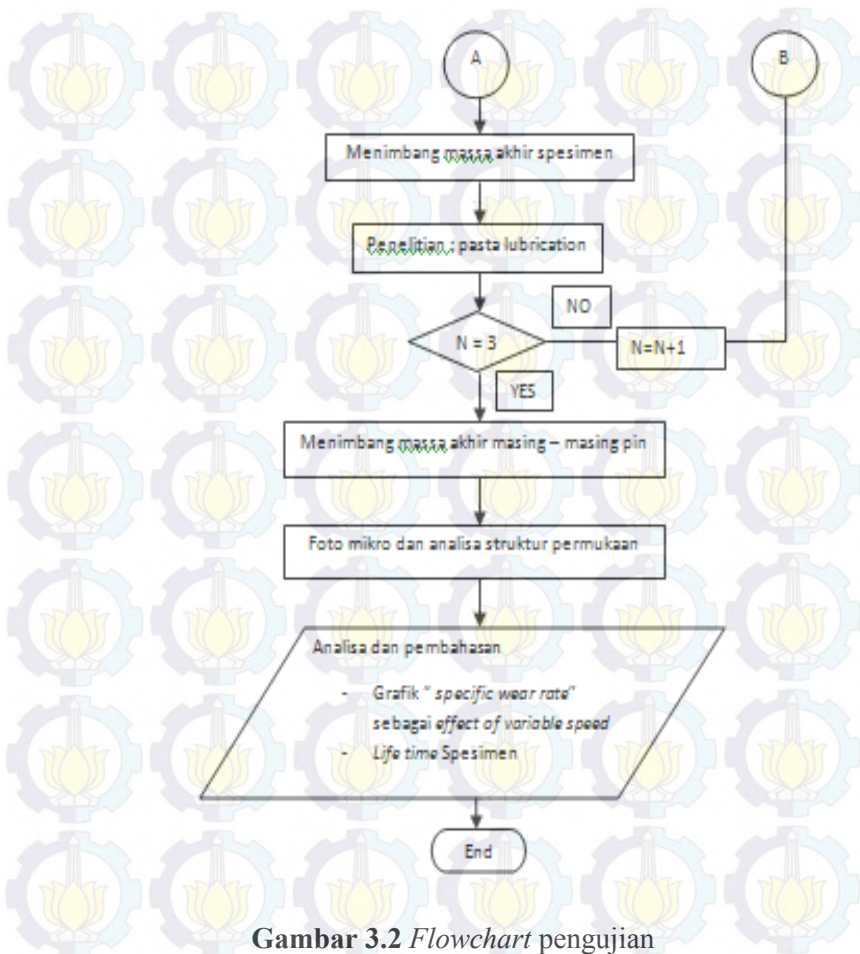 A
B
Menimbang massa akhir spesimen
Penelitian : pasta lubrication
NO
N = 3
N=N+1
YES
Menimbang massa akhir masing – masing pin
Foto mikro dan analisa struktur permukaan
Analisa dan pembahasan
- Grafik " specific wear rate"
sebagai effect of variable speed
- Life time Spesimen
End
Gambar 3.2 Flowchart pengujian